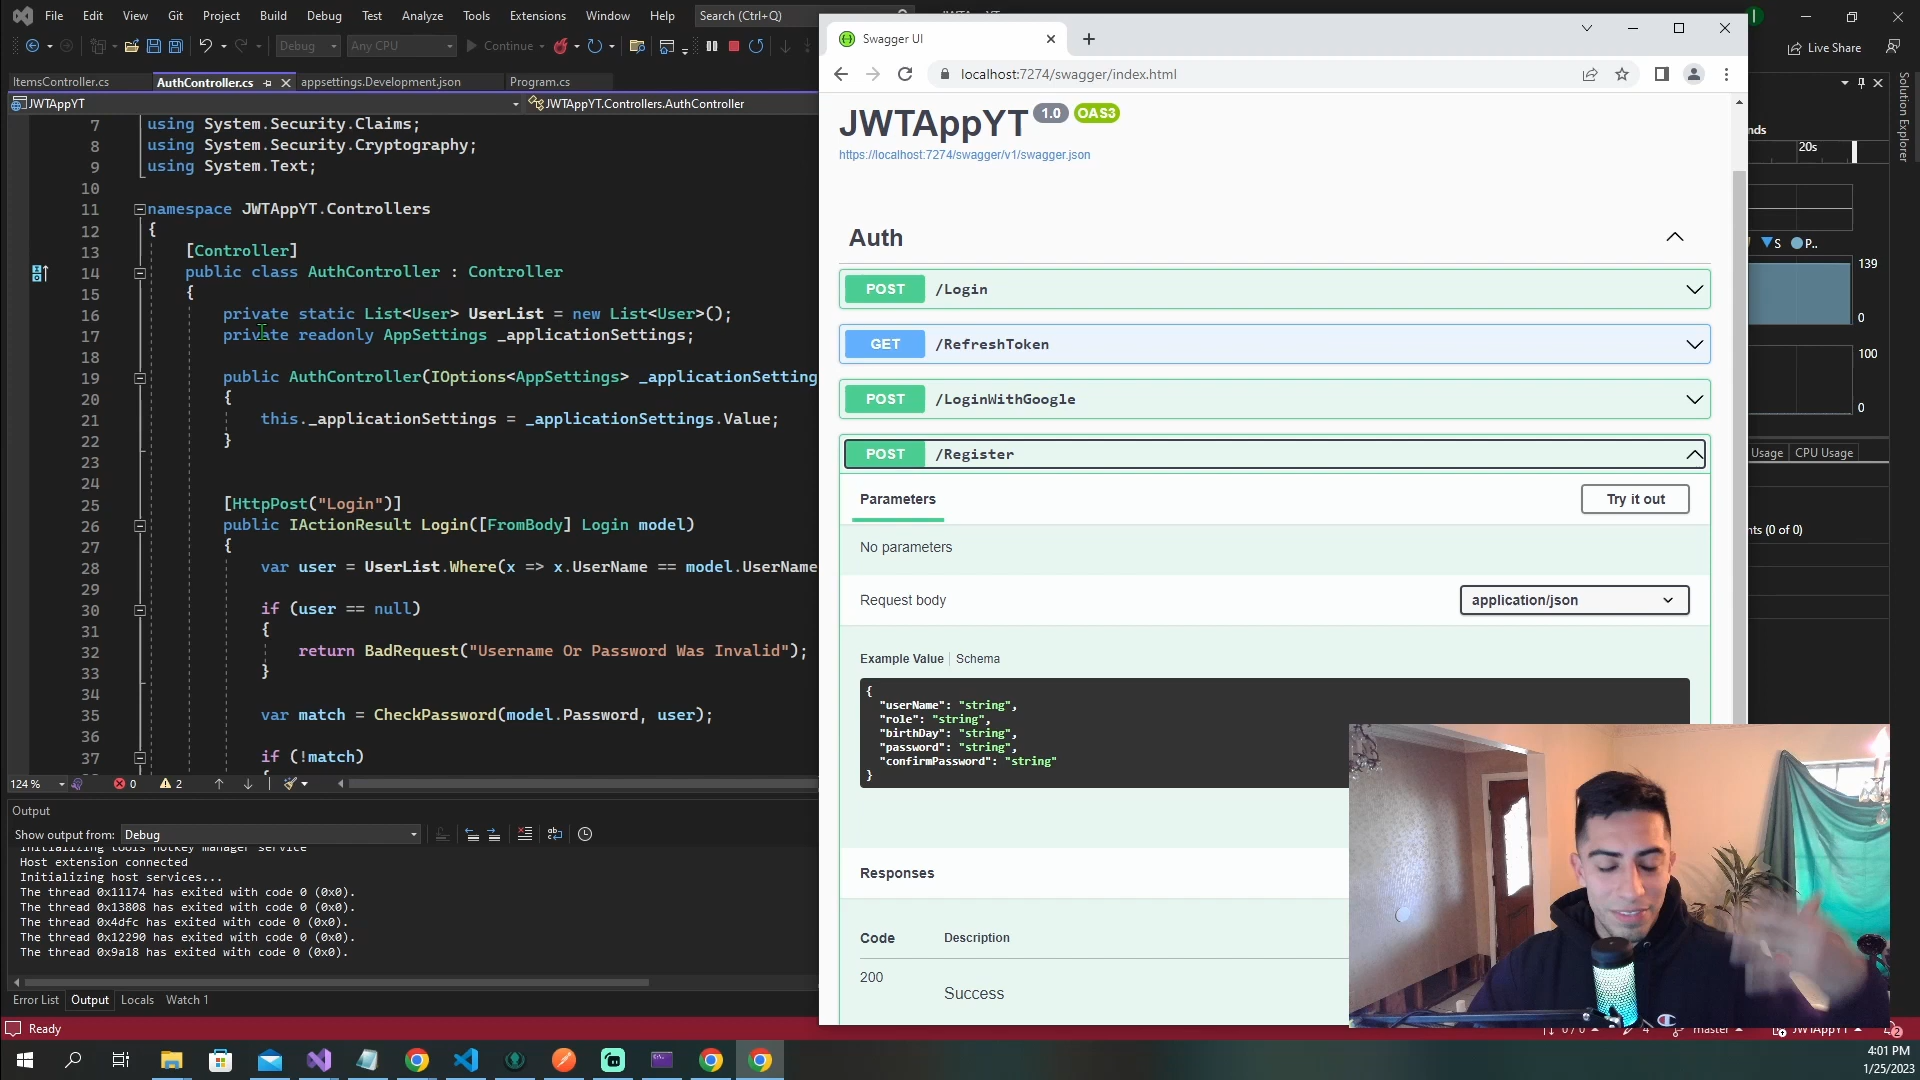 File Edit View Git Project Build Debug Test Analyze Tools Extensions Window Help Search (Ctrl+Q)
Debug Any CPU Continue
Live Share
ItemsController.cs AuthController.cs appsettings.Development.json Program.cs
JWTAppYT JWTAppYT.Controllers.AuthController
7 using System.Security.Claims;
8 using System.Security.Cryptography;
9 using System.Text;
10
11 namespace JWTAppYT.Controllers
12 {
13 [Controller]
14 public class AuthController : Controller
15 {
16 private static List<User> UserList = new List<User>();
17 private readonly AppSettings _applicationSettings;
18
19 public AuthController(IOptions<AppSettings> _applicationSetting
20 {
21 this._applicationSettings = _applicationSettings.Value;
22 }
23
24
25 [HttpPost("Login")]
26 public IActionResult Login([FromBody] Login model)
27 {
28 var user = UserList.Where(x => x.UserName == model.UserName
29
30 if (user == null)
31 {
32 return BadRequest("Username Or Password Was Invalid");
33 }
34
35 var match = CheckPassword(model.Password, user);
36
37 if (!match)
124 % 0 2
Output
Show output from: Debug
Initializing tools hotkey manager service
Host extension connected
Initializing host services...
The thread 0x11174 has exited with code 0 (0x0).
The thread 0x13808 has exited with code 0 (0x0).
The thread 0x4dfc has exited with code 0 (0x0).
The thread 0x12290 has exited with code 0 (0x0).
The thread 0x9a18 has exited with code 0 (0x0).
Error List Output Locals Watch 1
Ready
Swagger UI
localhost:7274/swagger/index.html
JWTAppYT 1.0 OAS3
https://localhost:7274/swagger/v1/swagger.json
Auth
POST /Login
GET /RefreshToken
POST /LoginWithGoogle
POST /Register
Parameters Try it out
No parameters
Request body application/json
Example Value Schema
{
"userName": "string",
"role": "string",
"birthDay": "string",
"password": "string",
"confirmPassword": "string"
}
Responses
Code Description
200
Success
Solution Explorer
20s
S P..
139
0
100
0
Usage CPU Usage
nts (0 of 0)
0 / 0 4 master JWTAppYT 2
4:01 PM
1/25/2023